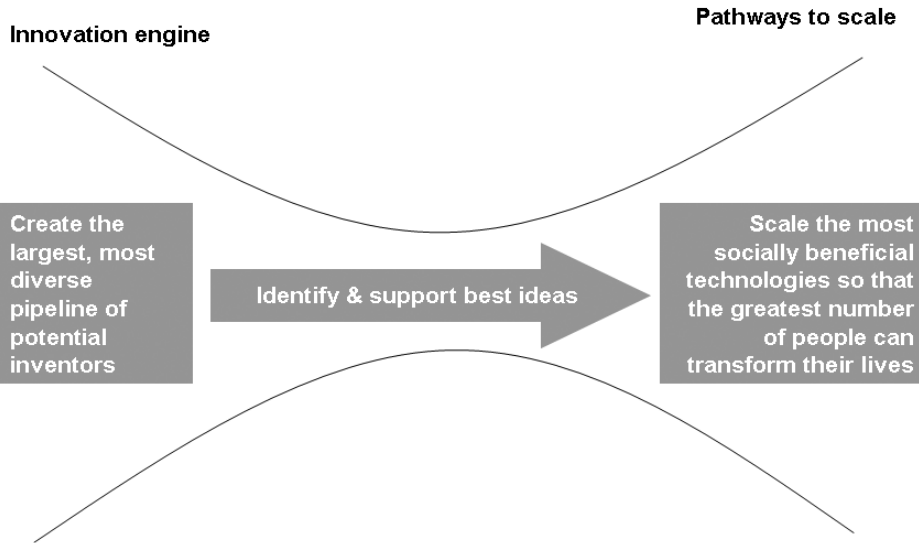 Innovation engine
Pathways to scale
Create the
largest, most
diverse
pipeline of
potential
inventors
Identify & support best ideas
Scale the most
socially beneficial
technologies so that
the greatest number
of people can
transform their lives